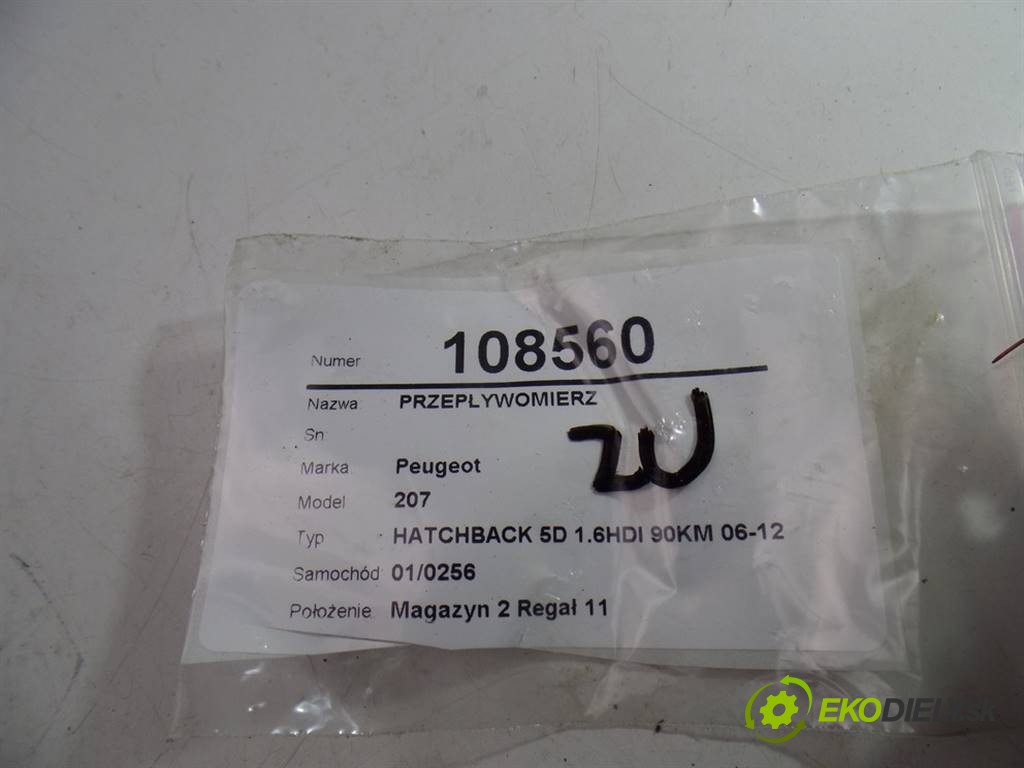 Numer 108560
Nazwa PRZEPLYWOMIERZ
Sn
Marka Peugeot
Model 207
Typ HATCHBACK 5D 1.6HDI 90KM 06-12
Samochód 01/0256
Położenie Magazyn 2 Regał 11
ZW